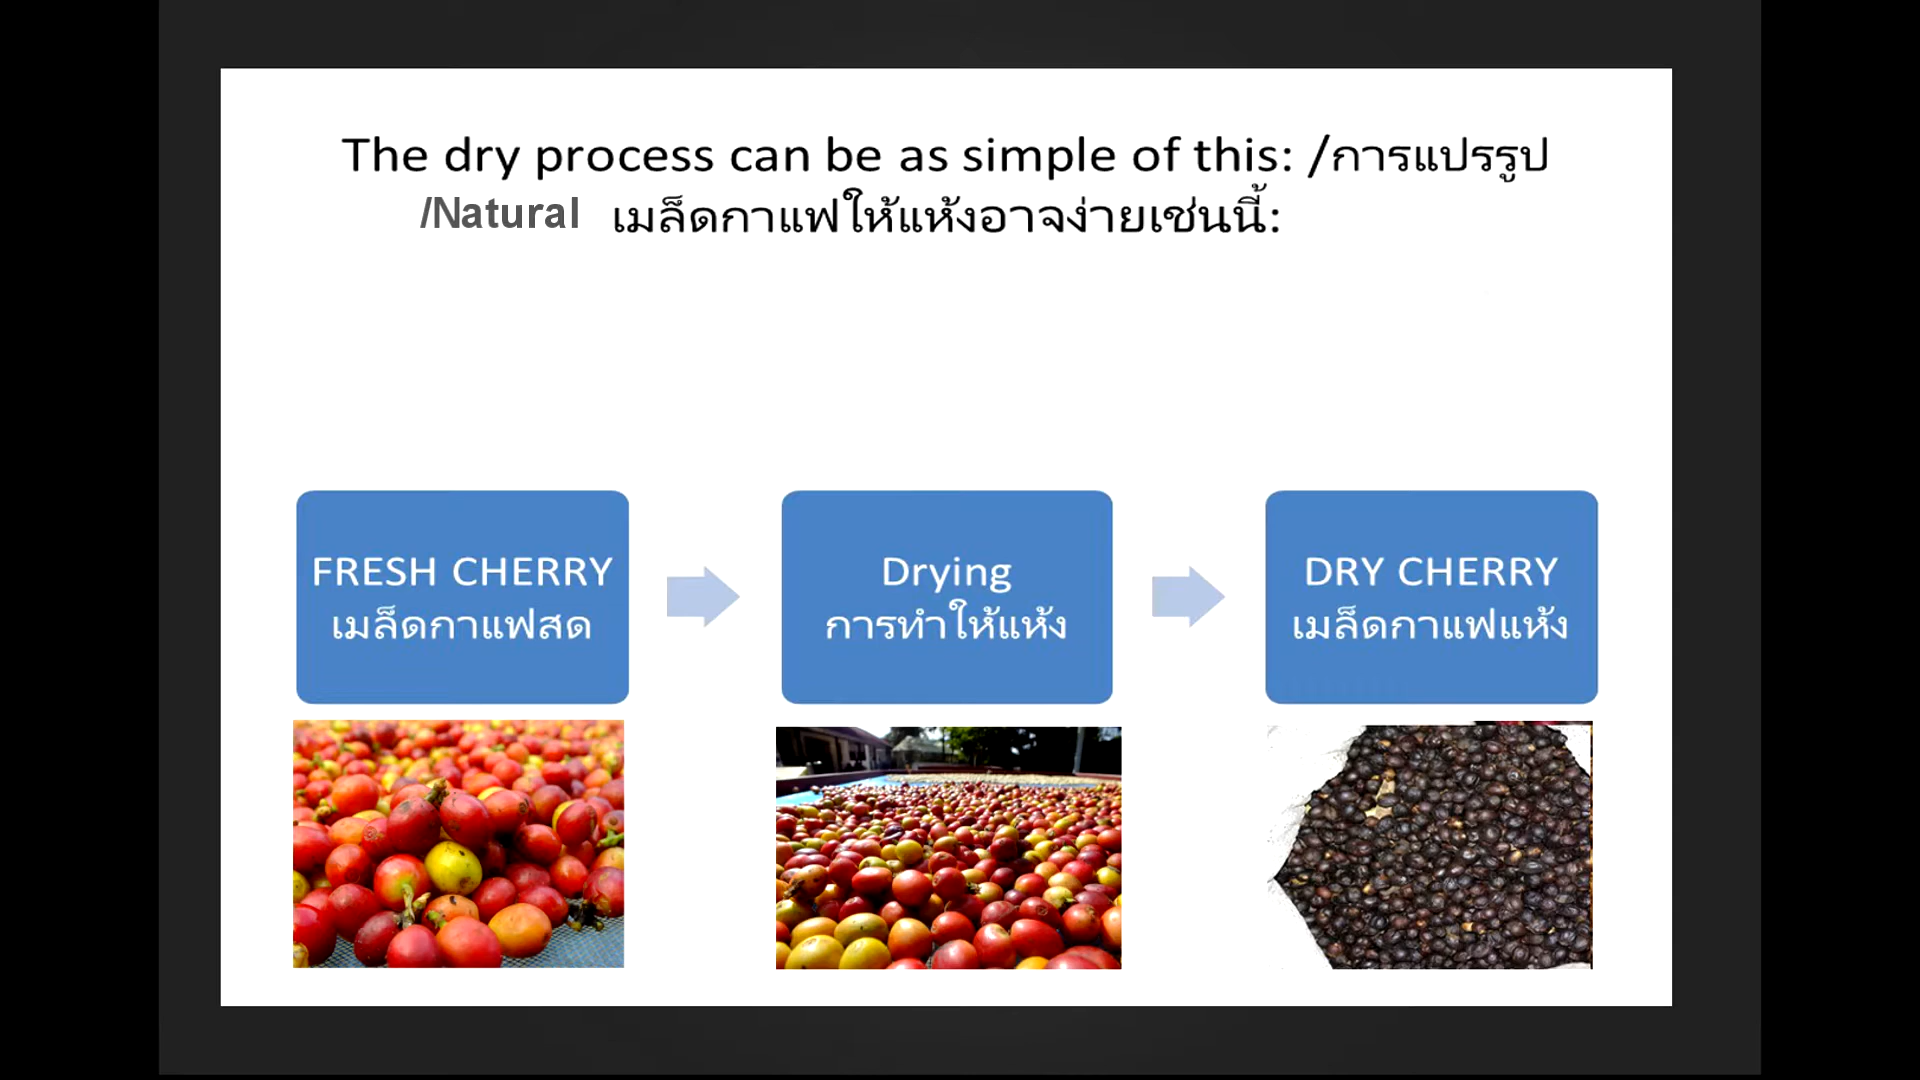 The dry process can be as simple of this: /การแปรรูป
/Natural เมล็ดกาแฟให้แห้งอาจง่ายเช่นนี้:
FRESH CHERRY
เมล็ดกาแฟสด
Drying
การทำให้แห้ง
DRY CHERRY
เมล็ดกาแฟแห้ง